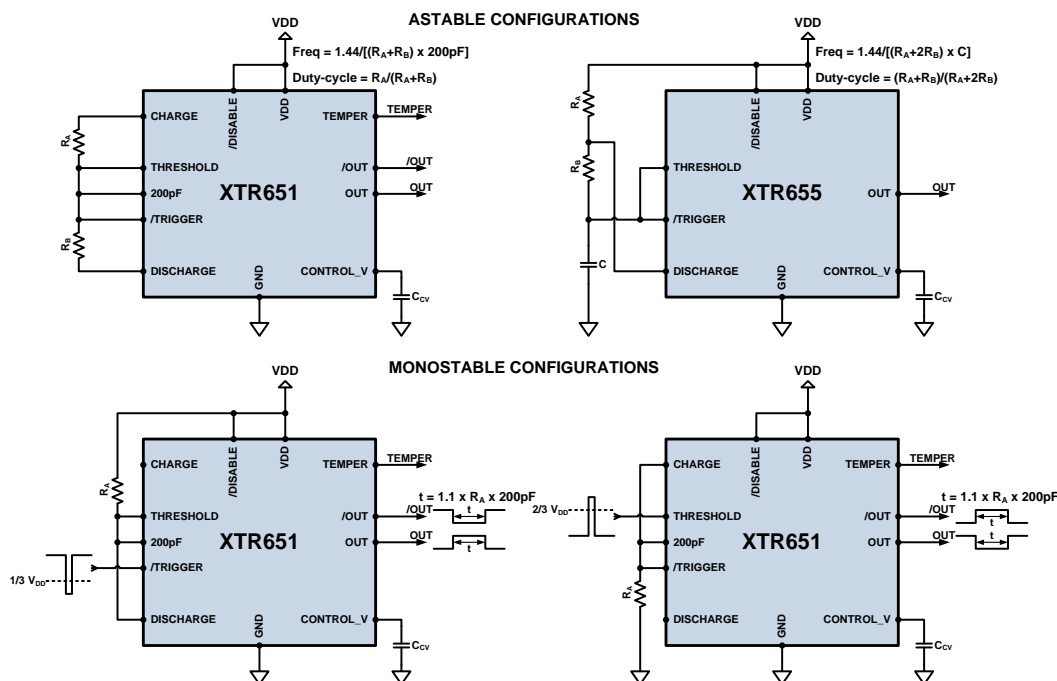 ASTABLE CONFIGURATIONS
VDD
Freq = 1.44/[(RA+RB) x 200pF]
Duty-cycle = RA/(RA+RB)
/DISABLE
VDD
CHARGE
TEMPER
TEMPER
RA
THRESHOLD
/OUT
/OUT
200pF
XTR651
OUT
OUT
/TRIGGER
RB
DISCHARGE
GND
CONTROL_V
CCV
VDD
Freq = 1.44/[(RA+2RB) x C]
Duty-cycle = (RA+RB)/(RA+2RB)
RA
/DISABLE
VDD
RB
THRESHOLD
XTR655
OUT
OUT
/TRIGGER
C
DISCHARGE
GND
CONTROL_V
CCV
MONOSTABLE CONFIGURATIONS
VDD
/DISABLE
VDD
CHARGE
TEMPER
TEMPER
RA
t = 1.1 x RA x 200pF
THRESHOLD
/OUT
/OUT
t
200pF
XTR651
OUT
OUT
t
/TRIGGER
1/3 VDD
DISCHARGE
GND
CONTROL_V
CCV
VDD
/DISABLE
VDD
CHARGE
TEMPER
TEMPER
t = 1.1 x RA x 200pF
2/3 VDD
THRESHOLD
/OUT
/OUT
t
200pF
XTR651
OUT
OUT
t
/TRIGGER
RA
DISCHARGE
GND
CONTROL_V
CCV